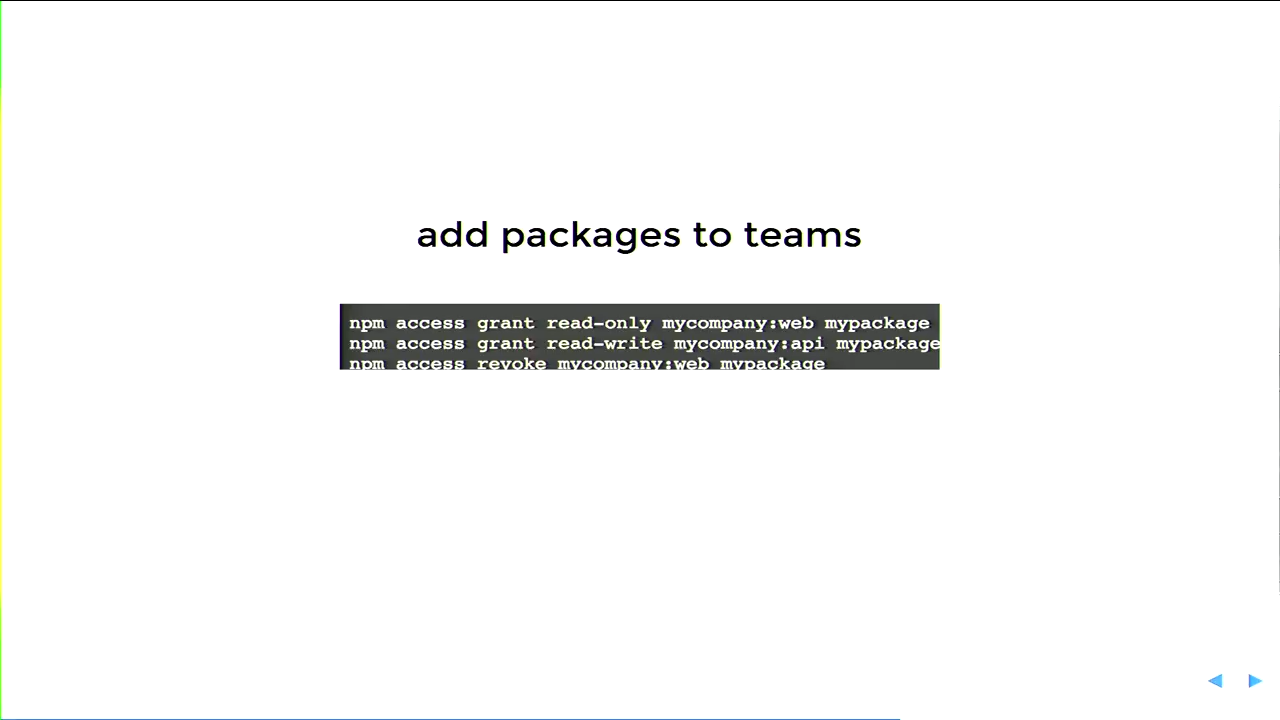 add packages to teams
npm access grant read-only mycompany:web mypackage
npm access grant read-write mycompany:api mypackage
npm access revoke mycompany:web mypackage